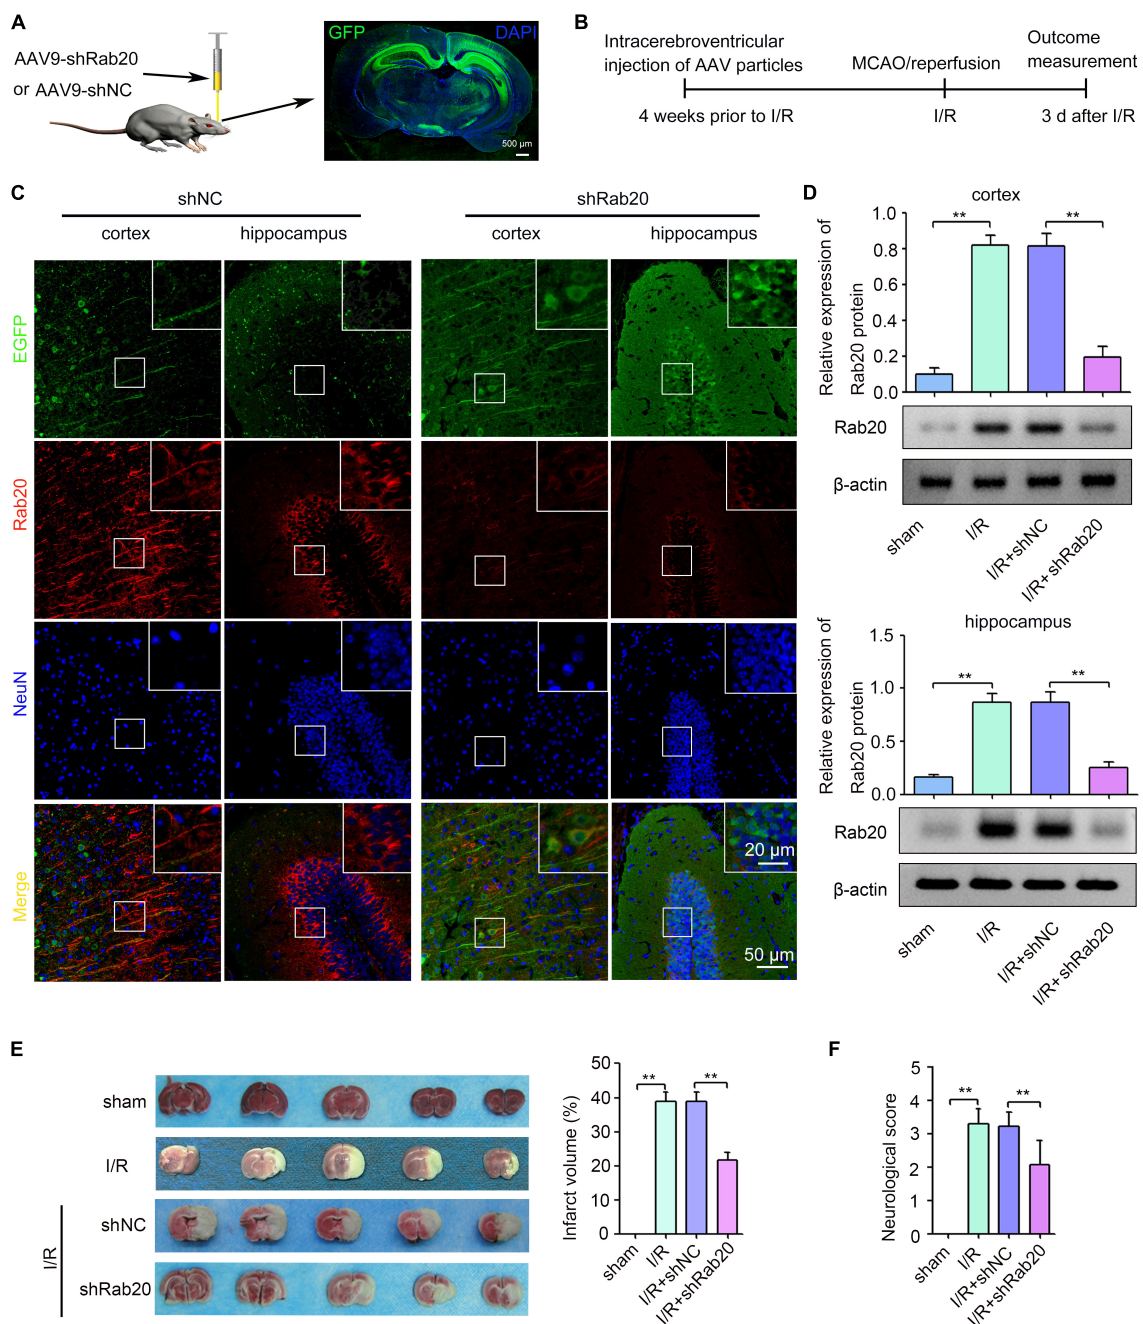 A
AAV9-shRab20
or AAV9-shNC
GFP
DAPI
500 µm
B
Intracerebroventricular
injection of AAV particles
MCAO/reperfusion
Outcome
measurement
4 weeks prior to I/R
I/R
3 d after I/R
C
shNC
shRab20
cortex
hippocampus
cortex
hippocampus
EGFP
Rab20
NeuN
Merge
20 µm
50 µm
D
cortex
Relative expression of
Rab20 protein
1.0
0.8
0.6
0.4
0.2
0.0
**
**
Rab20
β-actin
sham
I/R
I/R+shNC
I/R+shRab20
hippocampus
Relative expression of
Rab20 protein
1.5
1.0
0.5
0.0
**
**
Rab20
β-actin
sham
I/R
I/R+shNC
I/R+shRab20
E
sham
I/R
I/R
shNC
shRab20
Infarct volume (%)
50
40
30
20
10
0
**
**
sham
I/R
I/R+shNC
I/R+shRab20
F
Neurological score
5
4
3
2
1
0
**
**
sham
I/R
I/R+shNC
I/R+shRab20